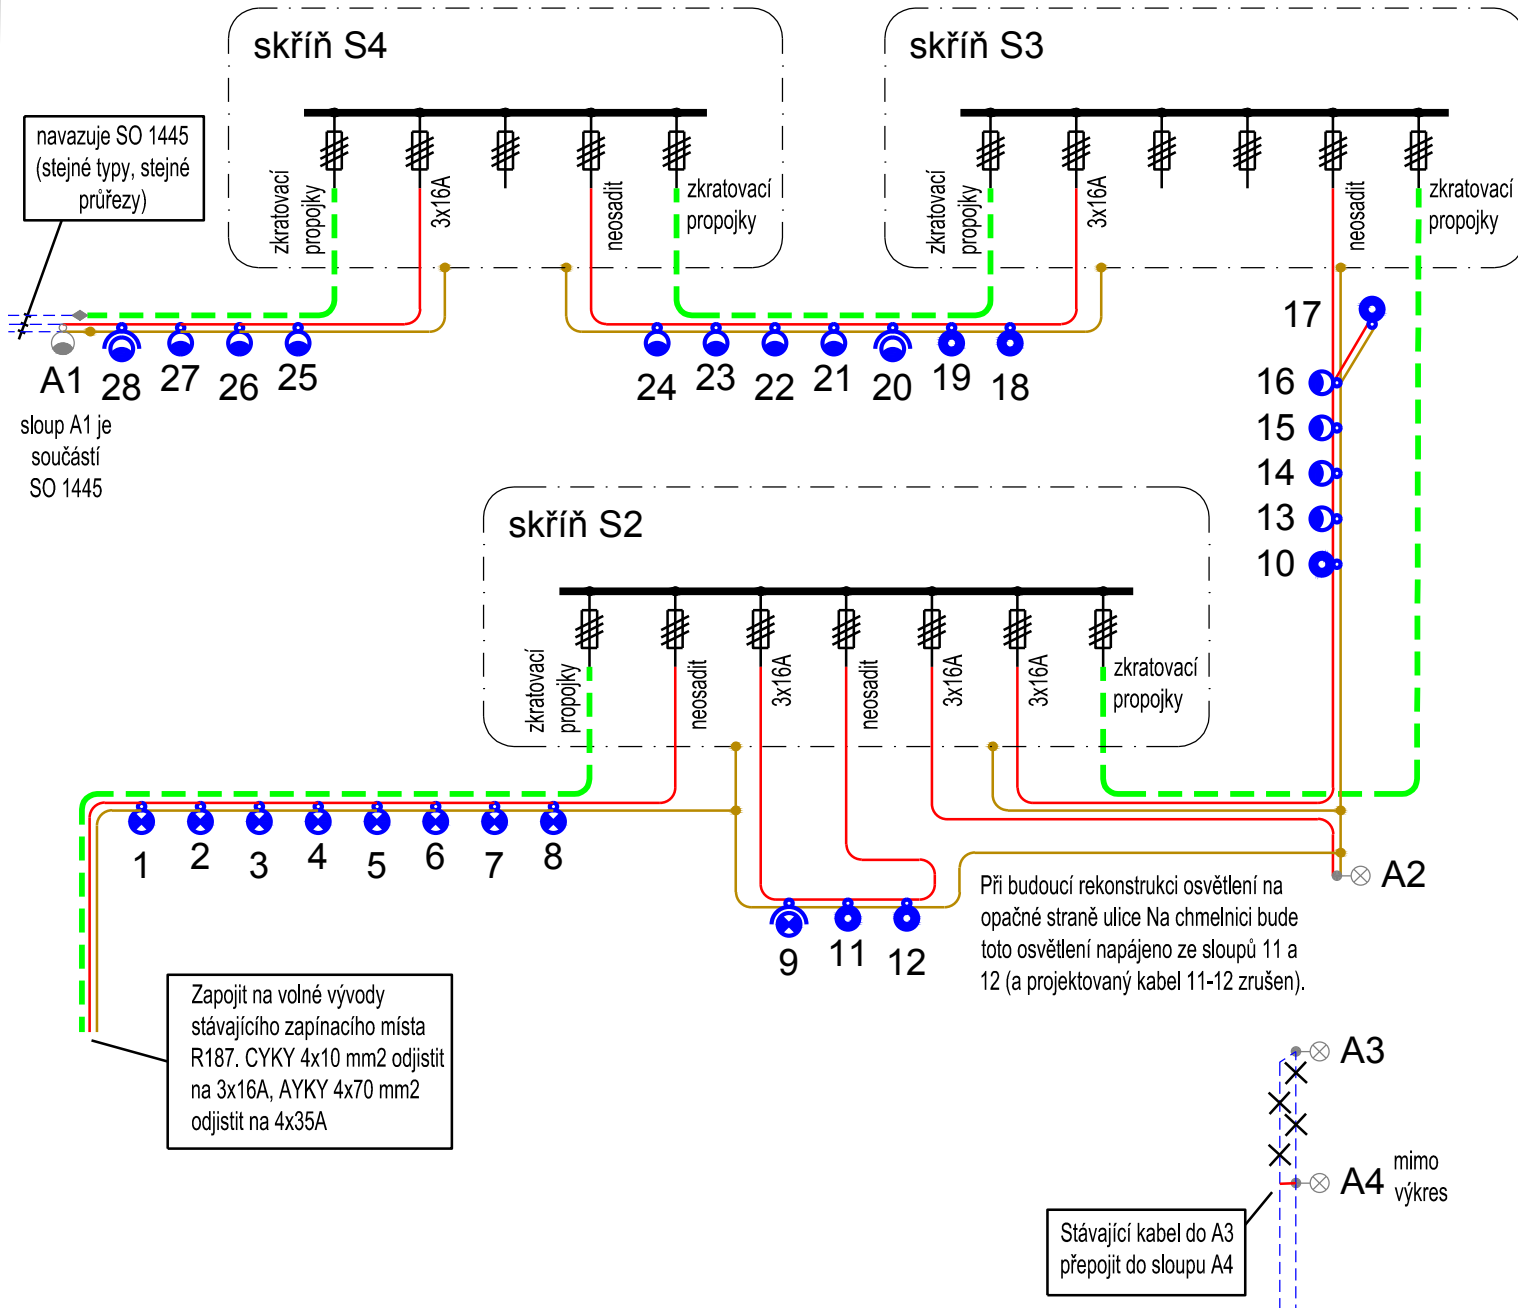 skříň S4
skříň S3
navazuje SO 1445
(stejné typy, stejné
průřezy)
zkratovací
propojky
3x16A
neosadit
zkratovací
propojky
zkratovací
propojky
3x16A
neosadit
zkratovací
propojky
A1
28
27
26
25
24
23
22
21
20
19
18
17
16
15
14
13
10
sloup A1 je
součástí
SO 1445
skříň S2
zkratovací
propojky
neosadit
3x16A
neosadit
3x16A
3x16A
zkratovací
propojky
1
2
3
4
5
6
7
8
9
11
12
A2
Při budoucí rekonstrukci osvětlení na
opačné straně ulice Na chmelnici bude
toto osvětlení napájeno ze sloupů 11 a
12 (a projektovaný kabel 11-12 zrušen).
Zapojit na volné vývody
stávajícího zapínacího místa
R187. CYKY 4x10 mm2 odjistit
na 3x16A, AYKY 4x70 mm2
odjistit na 4x35A
A3
A4
mimo
výkres
Stávající kabel do A3
přepojit do sloupu A4